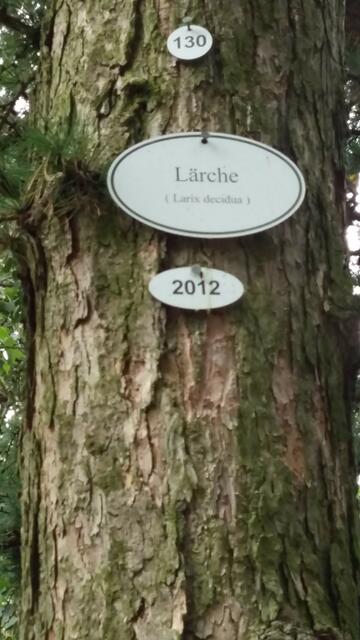 130
Lärche
( Larix decidua )
2012